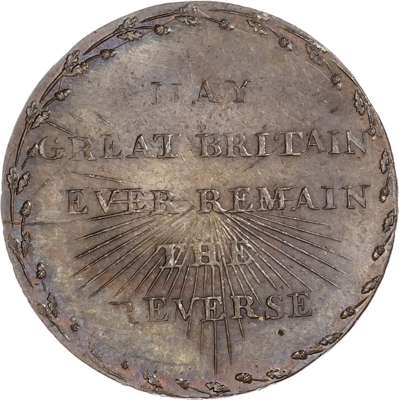 MAY
GREAT BRITAIN
EVER REMAIN
THE
REVERSE